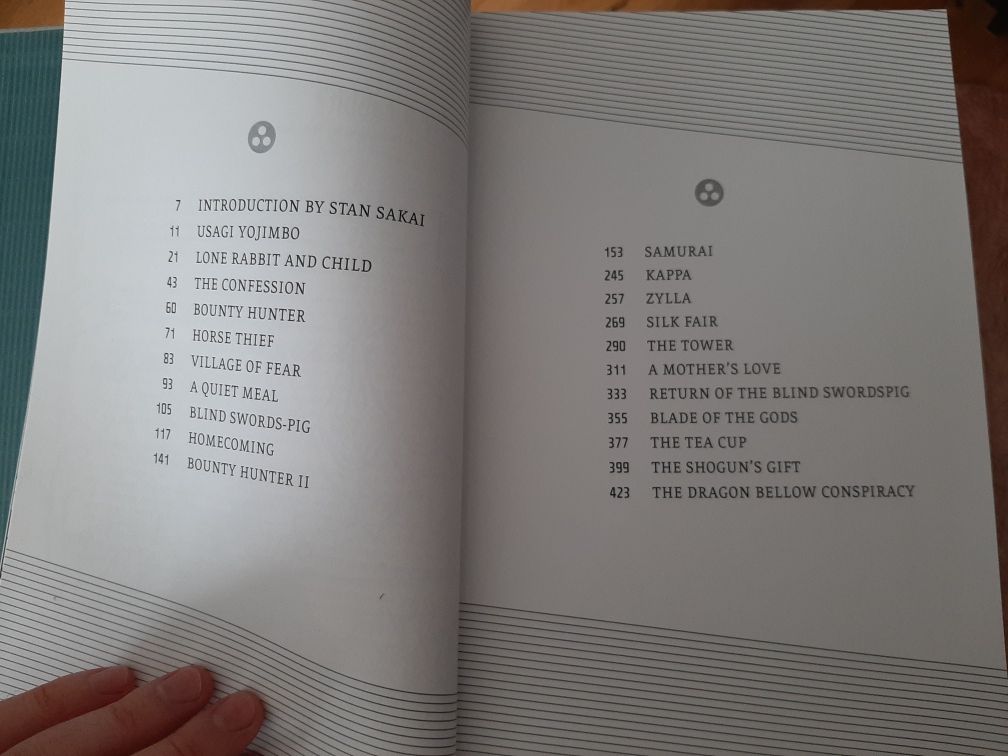 7 INTRODUCTION BY STAN SAKAI
11 USAGI YOJIMBO
21 LONE RABBIT AND CHILD
43 THE CONFESSION
60 BOUNTY HUNTER
71 HORSE THIEF
83 VILLAGE OF FEAR
93 A QUIET MEAL
105 BLIND SWORDS-PIG
117 HOMECOMING
141 BOUNTY HUNTER II
153 SAMURAI
245 KAPPA
257 ZYLLA
269 SILK FAIR
290 THE TOWER
311 A MOTHER'S LOVE
333 RETURN OF THE BLIND SWORDSPIG
355 BLADE OF THE GODS
377 THE TEA CUP
399 THE SHOGUN'S GIFT
423 THE DRAGON BELLOW CONSPIRACY